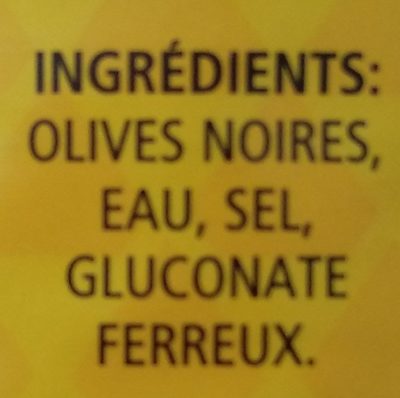 INGRÉDIENTS:
OLIVES NOIRES,
EAU, SEL,
GLUCONATE
FERREUX.